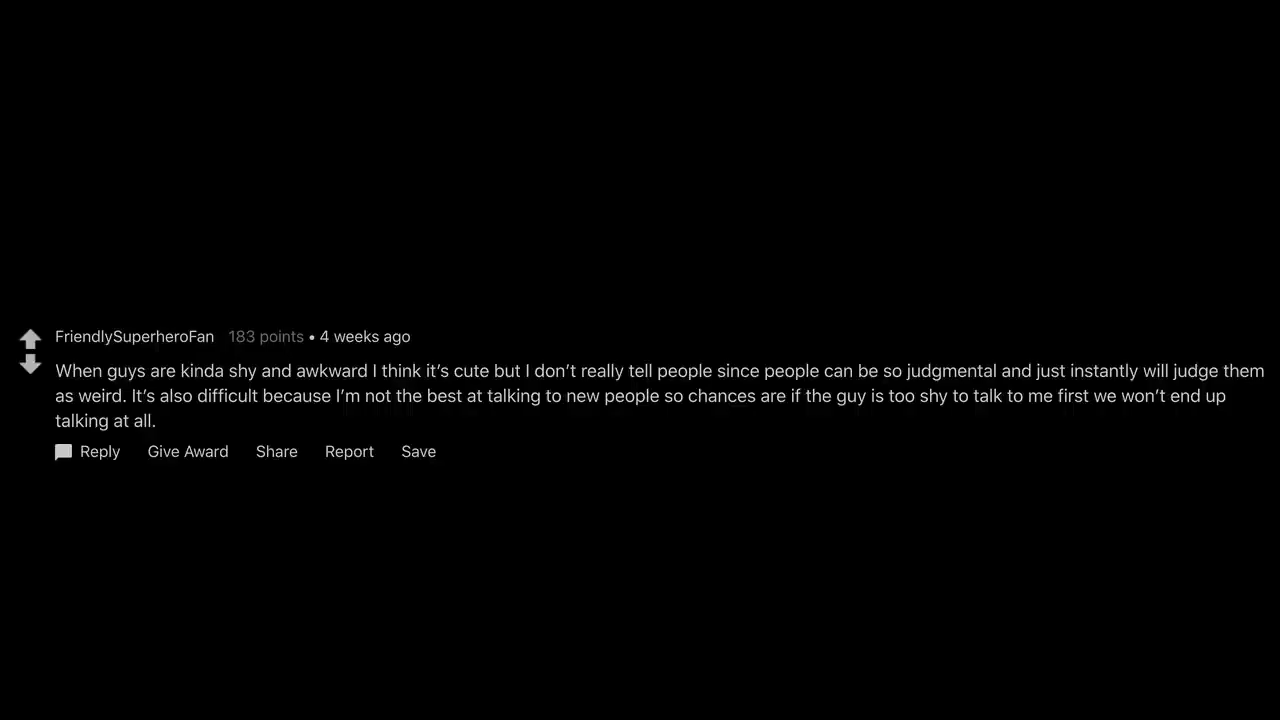 FriendlySuperheroFan 183 points • 4 weeks ago
When guys are kinda shy and awkward I think it’s cute but I don’t really tell people since people can be so judgmental and just instantly will judge them
as weird. It’s also difficult because I’m not the best at talking to new people so chances are if the guy is too shy to talk to me first we won’t end up
talking at all.
Reply Give Award Share Report Save